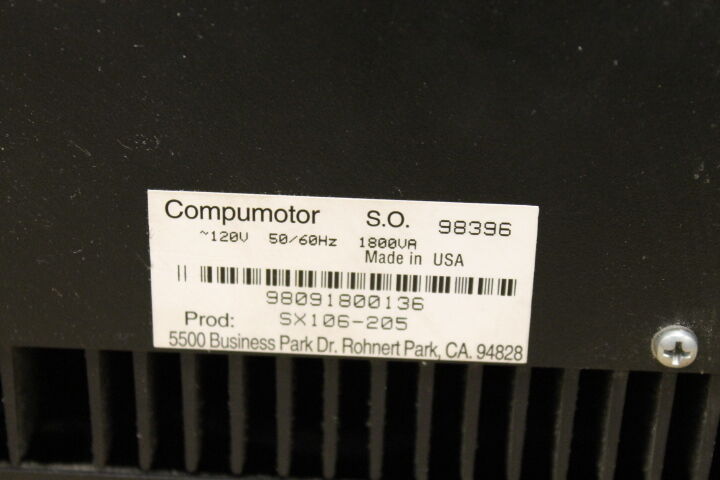 Compumotor S.O. 98396
~120V 50/60Hz 1800VA
Made in USA
98091800136
Prod: SX106-205
5500 Business Park Dr. Rohnert Park, CA. 94828